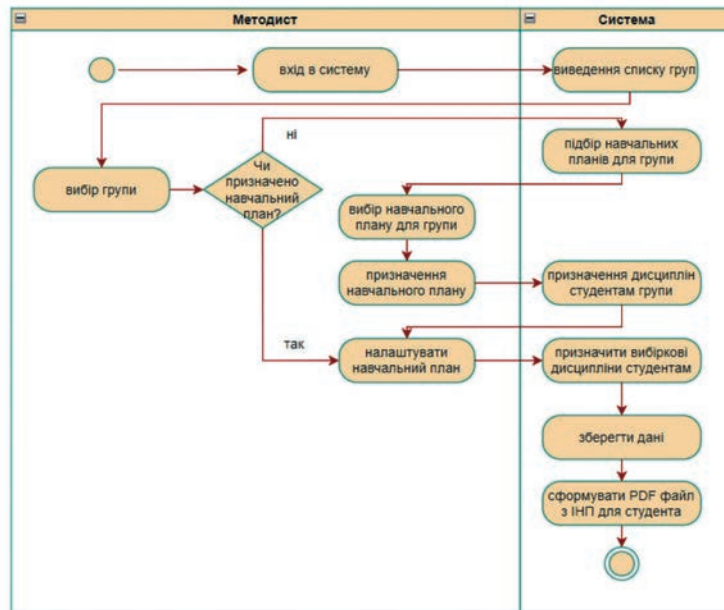 Методист
Система
вхід в систему
виведення списку груп
ні
підбір навчальних
планів для групи
вибір групи
Чи
призначено
навчальний
план?
вибір навчального
плану для групи
призначення
навчального плану
призначення дисциплін
студентам групи
так
налаштувати
навчальний план
призначити вибіркові
дисципліни студентам
зберегти дані
сформувати PDF файл
з ІНП для студента